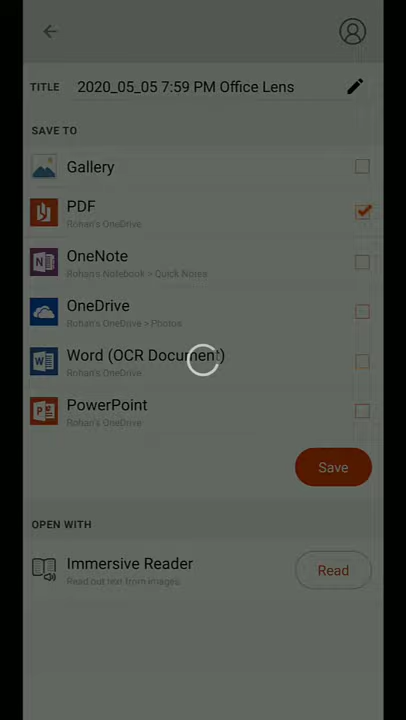 TITLE 2020_05_05 7:59 PM Office Lens
SAVE TO
Gallery
PDF
Rohan's OneDrive
OneNote
Rohan's Notebook > Quick Notes
OneDrive
Rohan's OneDrive > Photos
Word (OCR Document)
Rohan's OneDrive
PowerPoint
Rohan's OneDrive
Save
OPEN WITH
Immersive Reader
Read out text from images.
Read